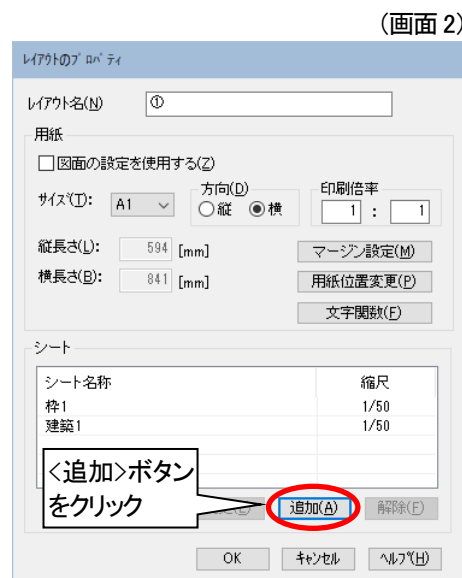 (画面 2)
レイアウトのプロパティ
レイアウト名(N) ①
用紙
図面の設定を使用する(Z)
サイズ(T): A1 方向(D) 縦 横 印刷倍率 1 : 1
縦長さ(L): 594 [mm] マージン設定(M)
横長さ(B): 841 [mm] 用紙位置変更(P)
文字関数(F)
シート
シート名称 縮尺
枠1 1/50
建築1 1/50
<追加>ボタン
をクリック
追加(A) 解除(F)
OK キャンセル ヘルプ(H)